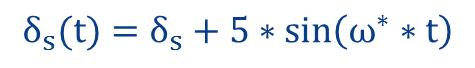 δₛ(t) = δₛ + 5 * sin(ω* * t)